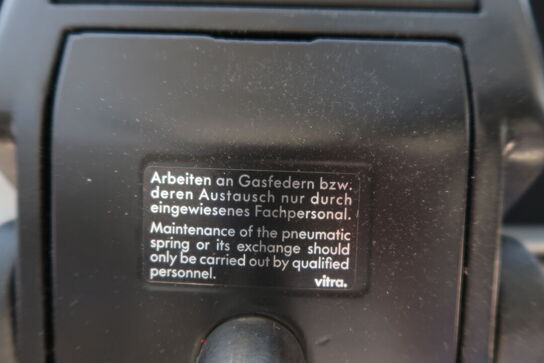 Arbeiten an Gasfedern bzw.
deren Austausch nur durch
eingewiesenes Fachpersonal.
Maintenance of the pneumatic
spring or its exchange should
only be carried out by qualified
personnel. vitra.